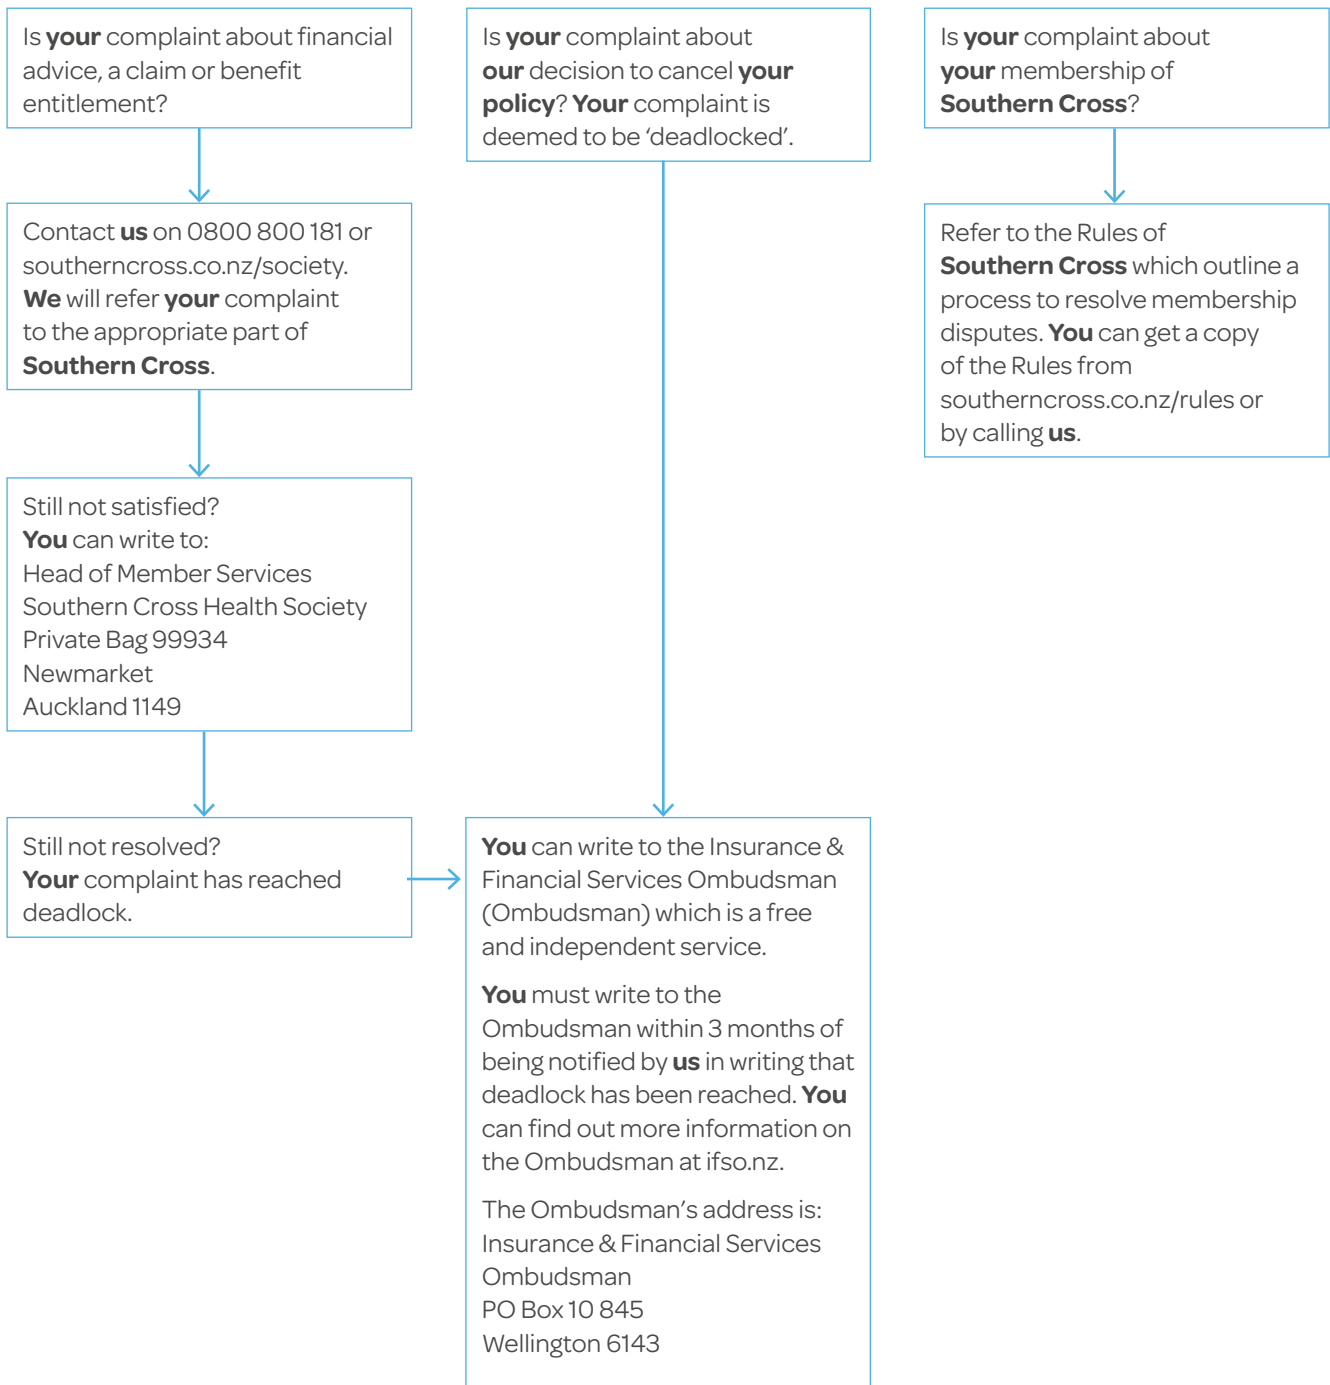 Is your complaint about financial
advice, a claim or benefit
entitlement?
Contact us on 0800 800 181 or
southerncross.co.nz/society.
We will refer your complaint
to the appropriate part of
Southern Cross.
Still not satisfied?
You can write to:
Head of Member Services
Southern Cross Health Society
Private Bag 99934
Newmarket
Auckland 1149
Still not resolved?
Your complaint has reached
deadlock.
Is your complaint about
our decision to cancel your
policy? Your complaint is
deemed to be ‘deadlocked’.
You can write to the Insurance &
Financial Services Ombudsman
(Ombudsman) which is a free
and independent service.
You must write to the
Ombudsman within 3 months of
being notified by us in writing that
deadlock has been reached. You
can find out more information on
the Ombudsman at ifso.nz.
The Ombudsman’s address is:
Insurance & Financial Services
Ombudsman
PO Box 10 845
Wellington 6143
Is your complaint about
your membership of
Southern Cross?
Refer to the Rules of
Southern Cross which outline a
process to resolve membership
disputes. You can get a copy
of the Rules from
southerncross.co.nz/rules or
by calling us.